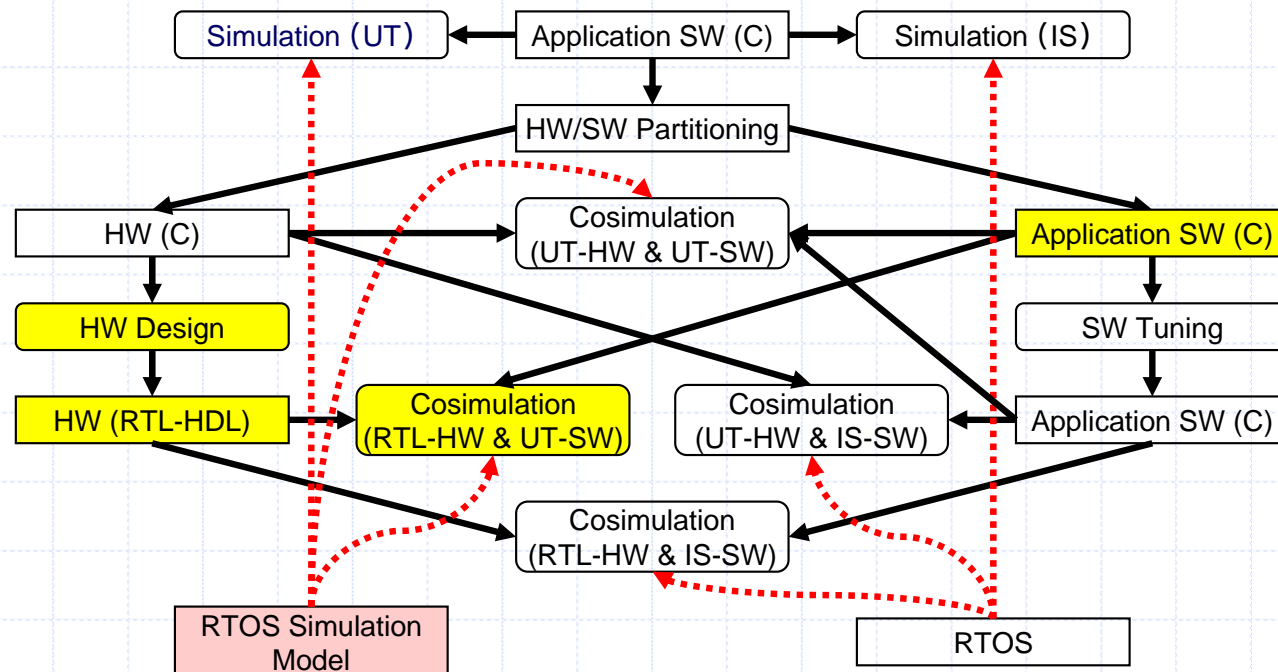 Simulation (UT)
Application SW (C)
Simulation (IS)
HW/SW Partitioning
HW (C)
Cosimulation
(UT-HW & UT-SW)
Application SW (C)
HW Design
SW Tuning
HW (RTL-HDL)
Cosimulation
(RTL-HW & UT-SW)
Cosimulation
(UT-HW & IS-SW)
Application SW (C)
Cosimulation
(RTL-HW & IS-SW)
RTOS Simulation
Model
RTOS